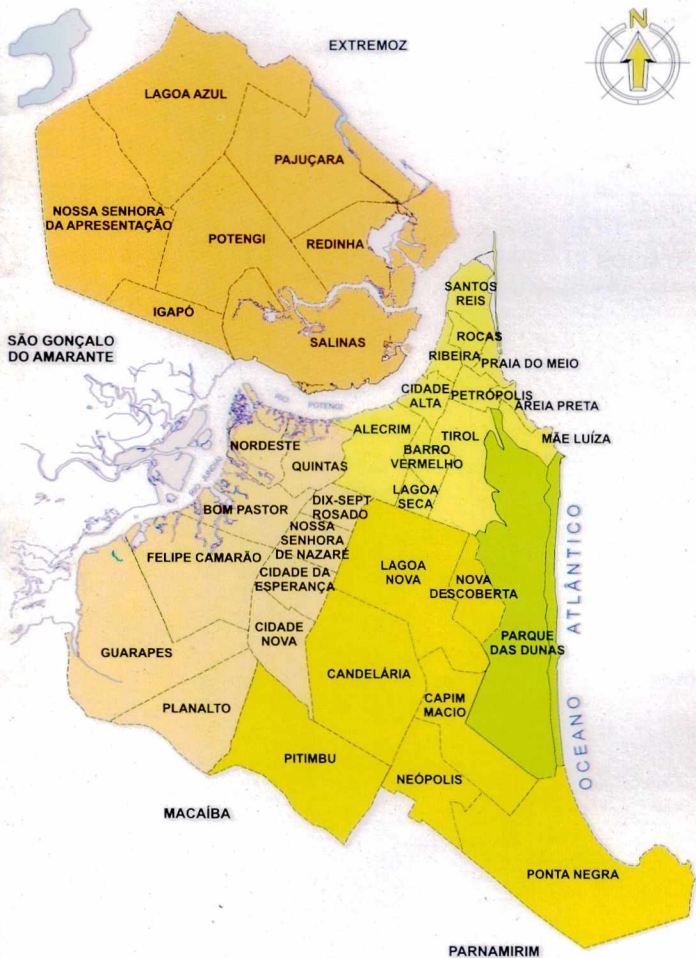 N
EXTREMOZ
LAGOA AZUL
PAJUÇARA
NOSSA SENHORA
DA APRESENTAÇÃO
POTENGI
REDINHA
IGAPÓ
SALINAS
SANTOS
REIS
SÃO GONÇALO
DO AMARANTE
ROCAS
RIBEIRA
PRAIA DO MEIO
CIDADE
ALTA
PETRÓPOLIS
AREIA PRETA
RIO POTENGI
ALECRIM
TIROL
MÃE LUÍZA
NORDESTE
BARRO
VERMELHO
QUINTAS
LAGOA
SECA
DIX-SEPT
ROSADO
BOM PASTOR
NOSSA
SENHORA
DE NAZARÉ
FELIPE CAMARÃO
CIDADE DA
ESPERANÇA
LAGOA
NOVA
NOVA
DESCOBERTA
OCEANO ATLÂNTICO
CIDADE
NOVA
PARQUE
DAS DUNAS
GUARAPES
CANDELÁRIA
PLANALTO
CAPIM
MACIO
PITIMBU
NEÓPOLIS
MACAÍBA
PONTA NEGRA
PARNAMIRIM